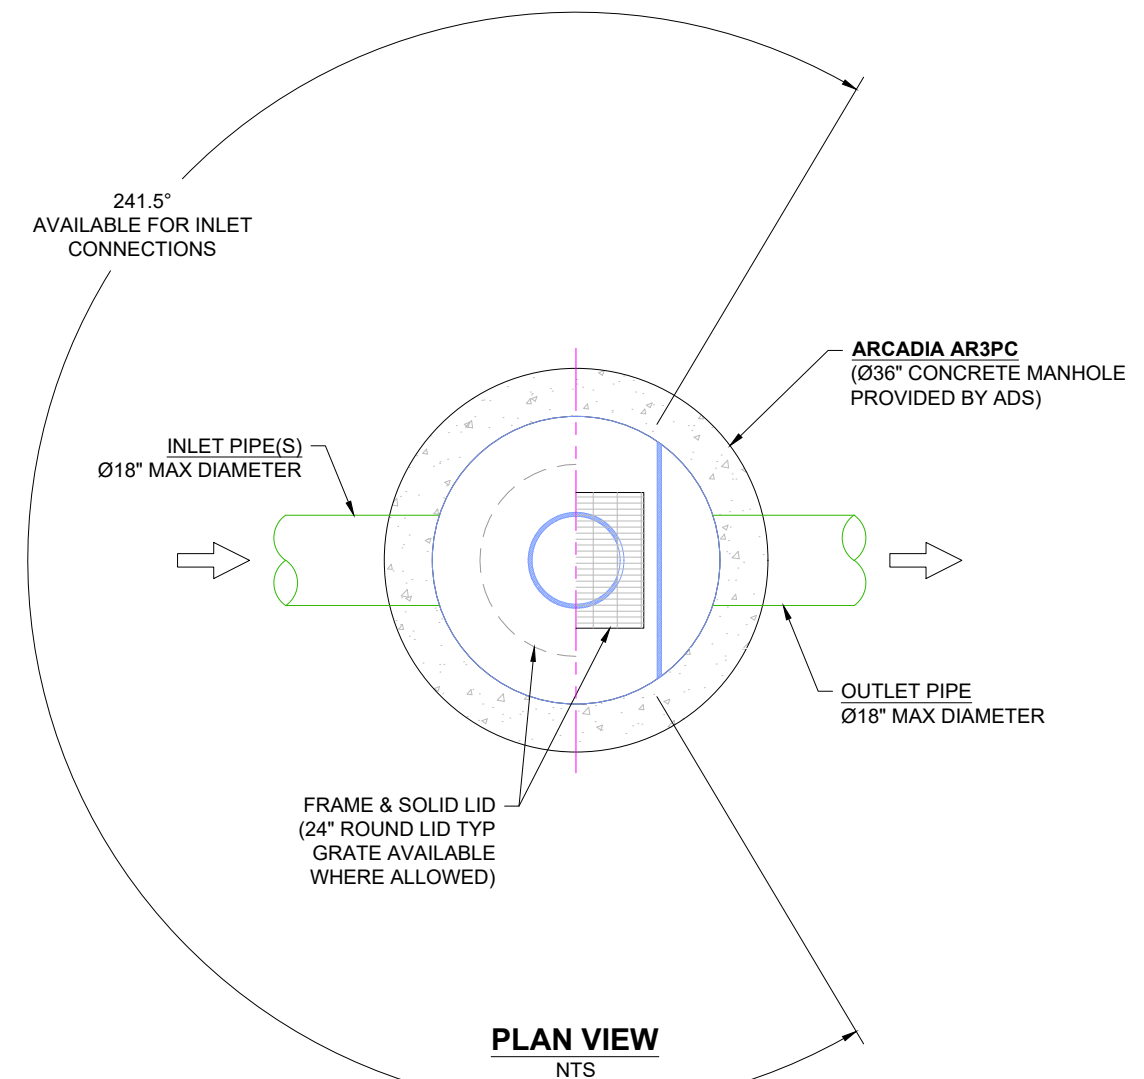 241.5°
AVAILABLE FOR INLET
CONNECTIONS
ARCADIA AR3PC
(Ø36" CONCRETE MANHOLE
PROVIDED BY ADS)
INLET PIPE(S)
Ø18" MAX DIAMETER
OUTLET PIPE
Ø18" MAX DIAMETER
FRAME & SOLID LID
(24" ROUND LID TYP
GRATE AVAILABLE
WHERE ALLOWED)
PLAN VIEW
NTS